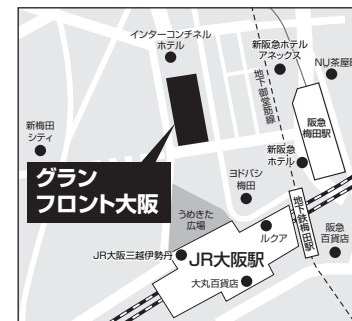 インターコンチネンタル
ホテル
新阪急ホテル
アネックス
NU茶屋町
地下御堂筋線
阪急
梅田駅
新梅田
シティ
新阪急
ホテル
ヨドバシ
梅田
グラン
フロント大阪
うめきた
広場
地下鉄梅田駅
ルクア
阪急
百貨店
JR大阪三越伊勢丹
JR大阪駅
大丸百貨店